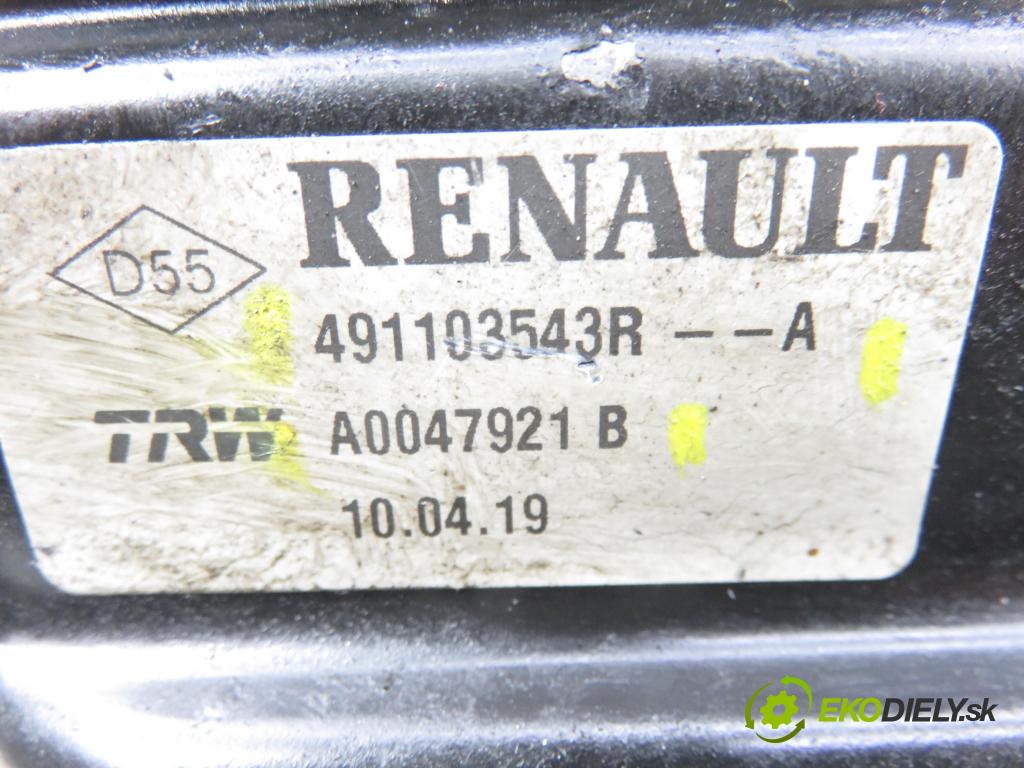 RENAULT
D55
491103543R -- A
TRW A0047921 B
10.04.19
EKODIELY.sk